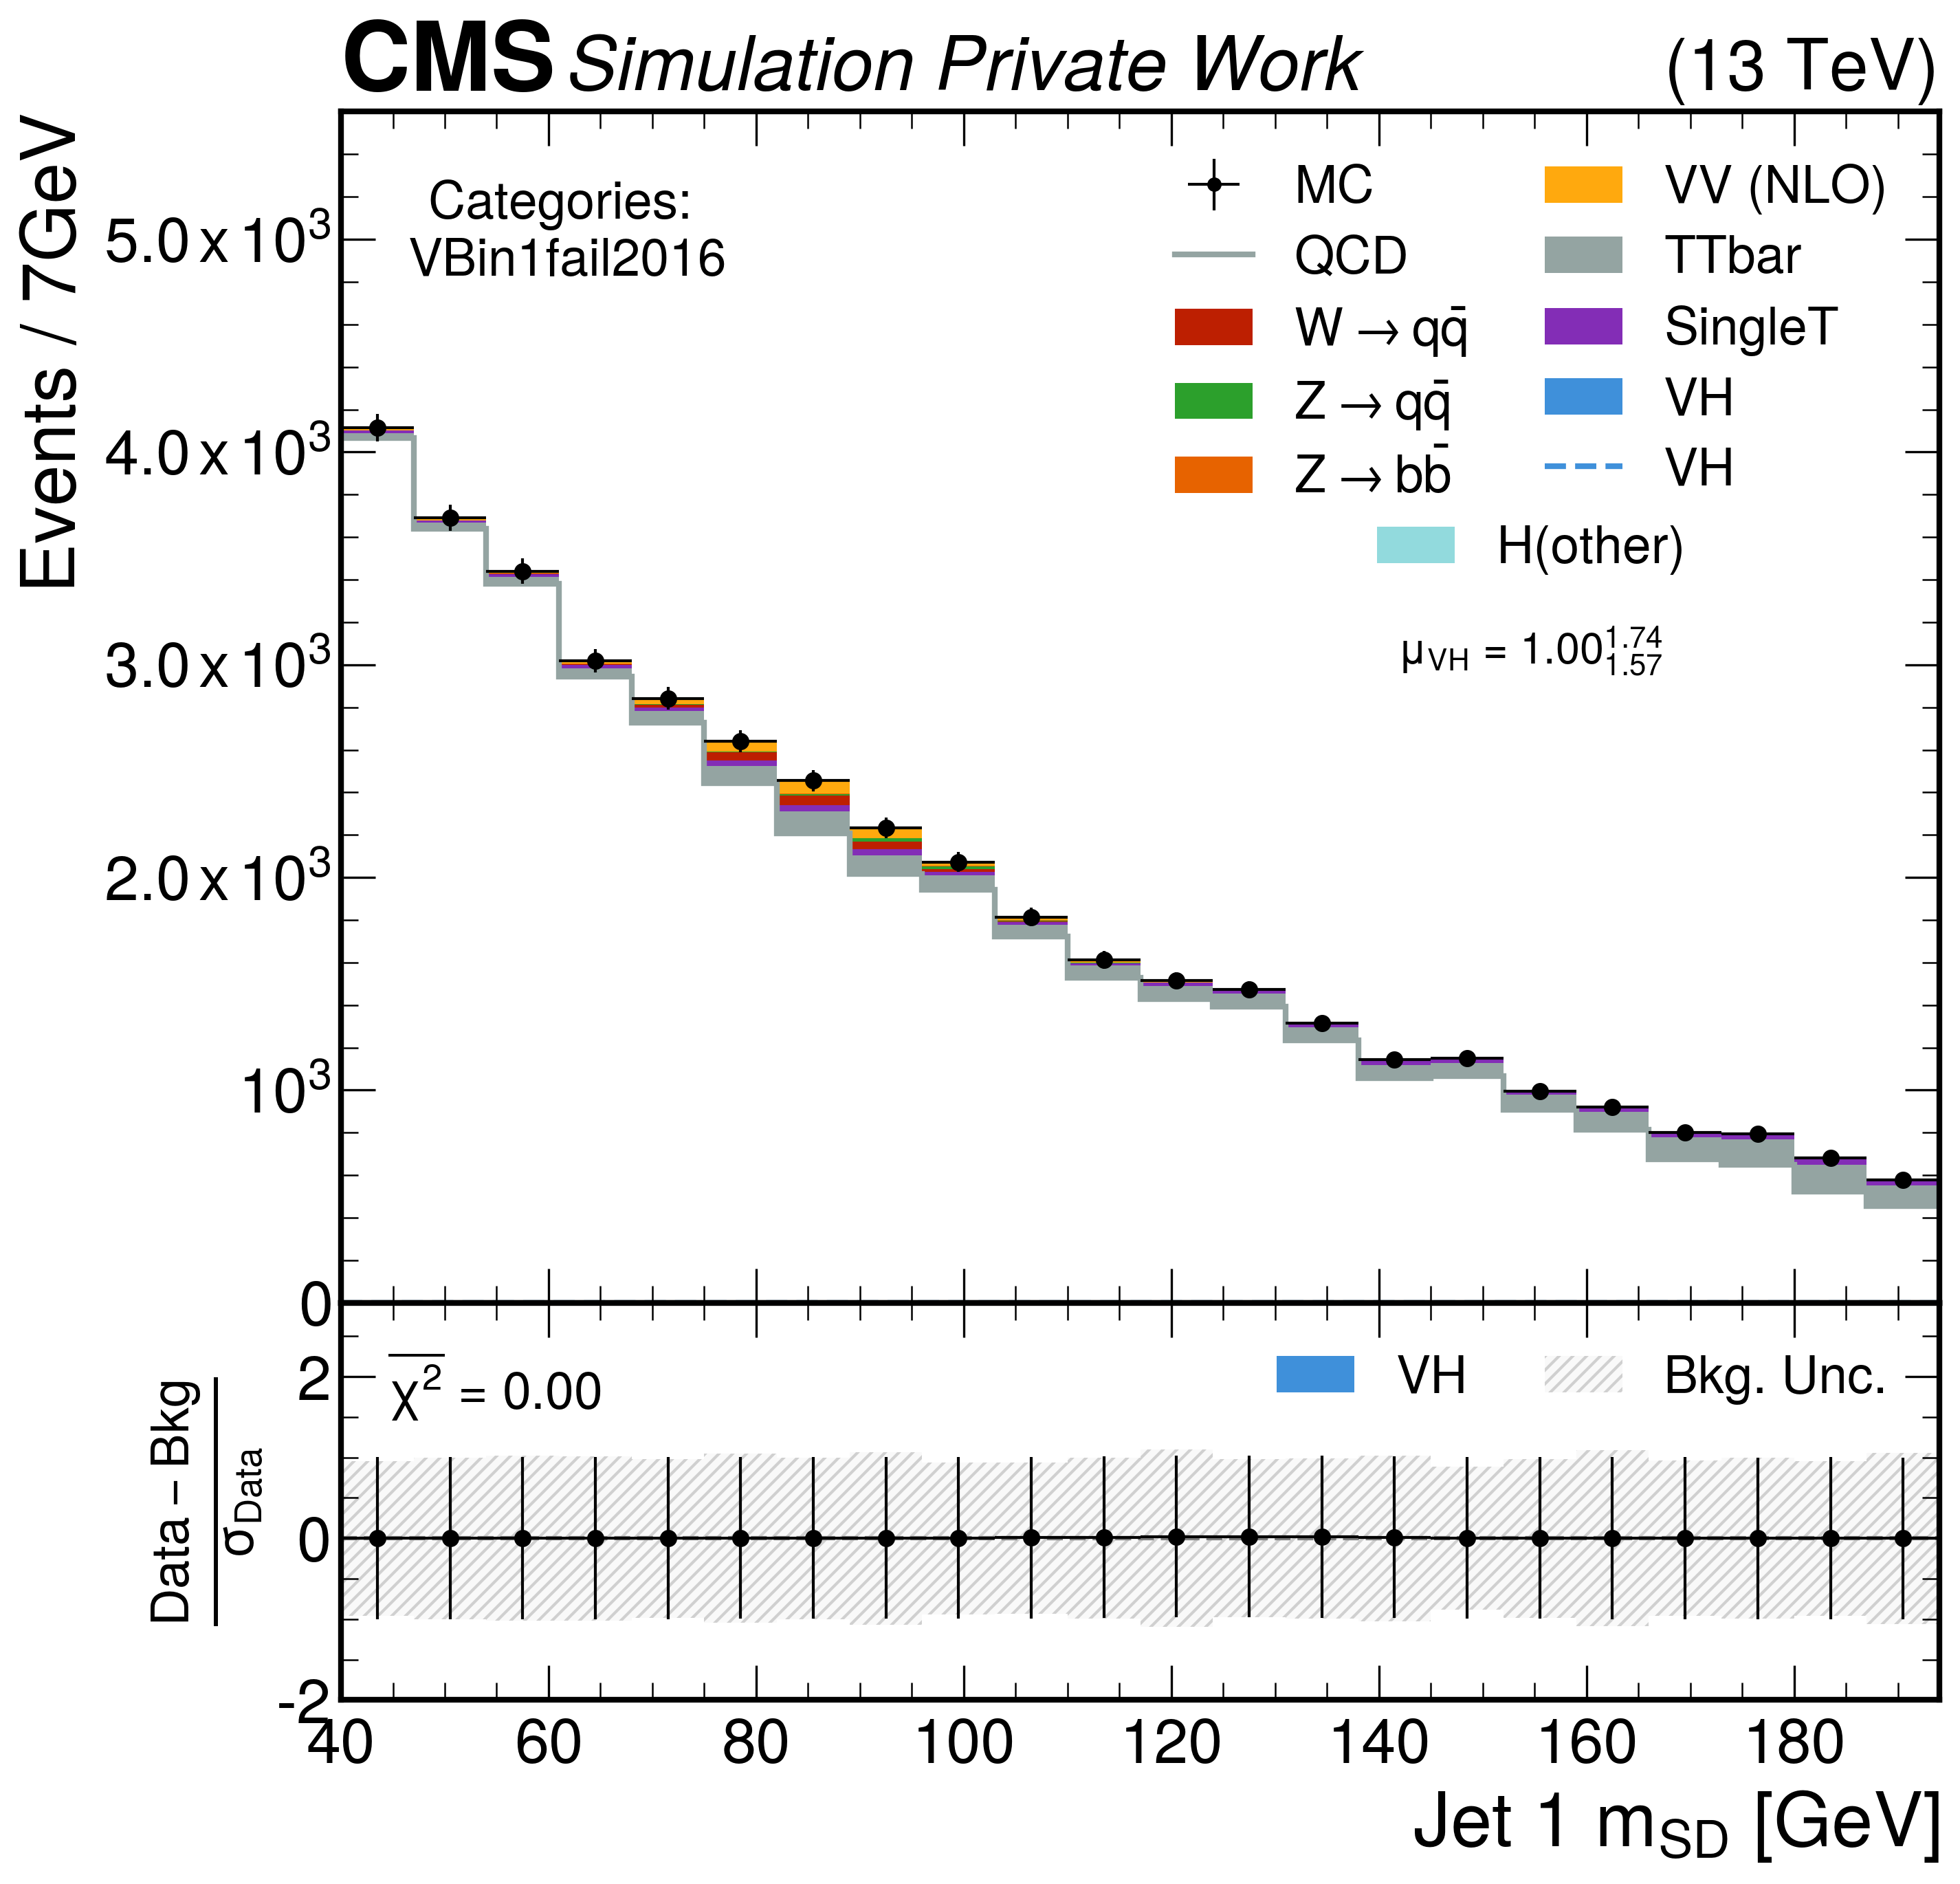 CMS Simulation Private Work (13 TeV)
Events / 7GeV
Categories:
VBin1fail2016
MC
QCD
W → qq̄
Z → qq̄
Z → bb̄
VV (NLO)
TTbar
SingleT
VH
VH
H(other)
μ_VH = 1.00^1.74_1.57
5.0 x 10³
4.0 x 10³
3.0 x 10³
2.0 x 10³
10³
0
χ² = 0.00
VH
Bkg. Unc.
Data – Bkg
σ_Data
2
0
-2
40 60 80 100 120 140 160 180
Jet 1 m_SD [GeV]